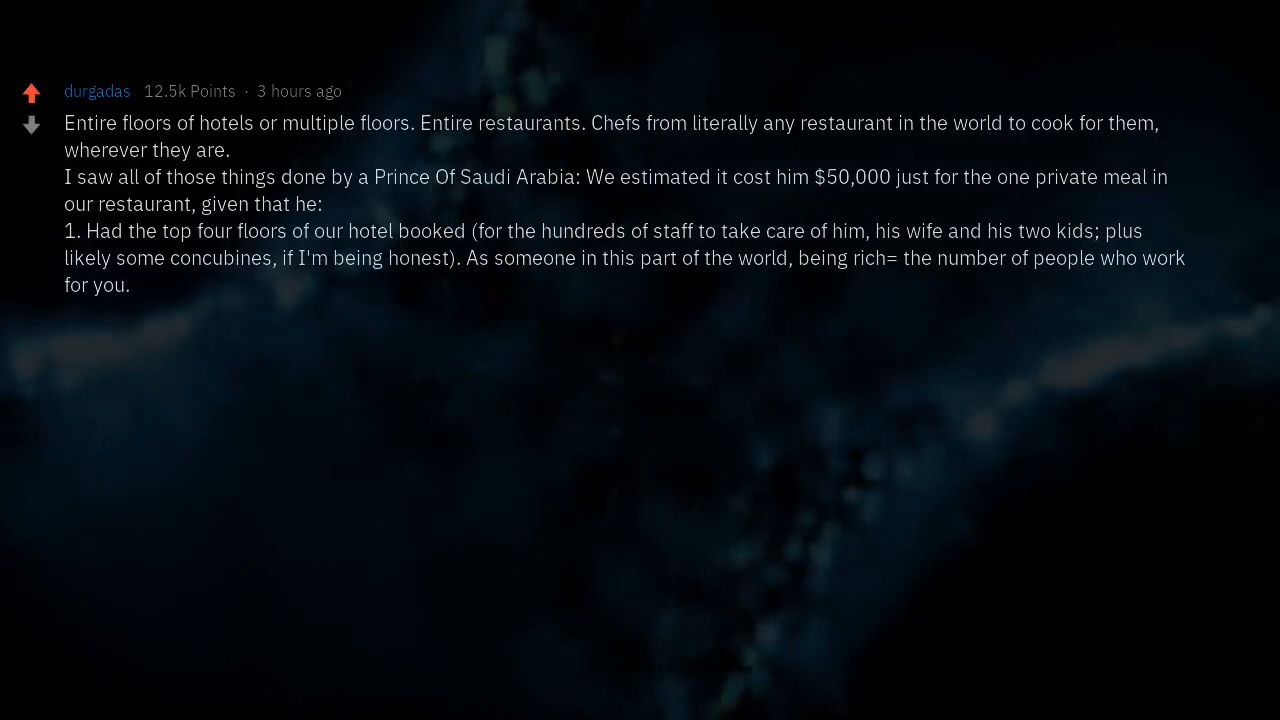 durgadas 12.5k Points · 3 hours ago
Entire floors of hotels or multiple floors. Entire restaurants. Chefs from literally any restaurant in the world to cook for them,
wherever they are.
I saw all of those things done by a Prince Of Saudi Arabia: We estimated it cost him $50,000 just for the one private meal in
our restaurant, given that he:
1. Had the top four floors of our hotel booked (for the hundreds of staff to take care of him, his wife and his two kids; plus
likely some concubines, if I'm being honest). As someone in this part of the world, being rich= the number of people who work
for you.